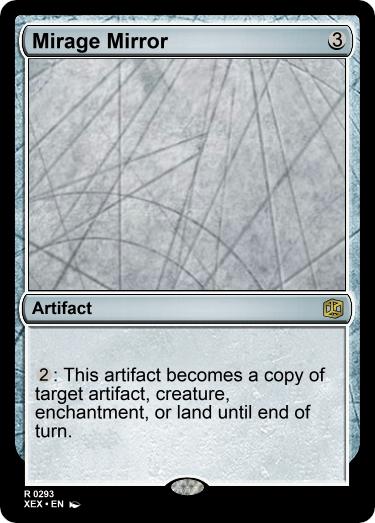 Mirage Mirror 3
Artifact
2: This artifact becomes a copy of
target artifact, creature,
enchantment, or land until end of
turn.
R 0293
XEX • EN